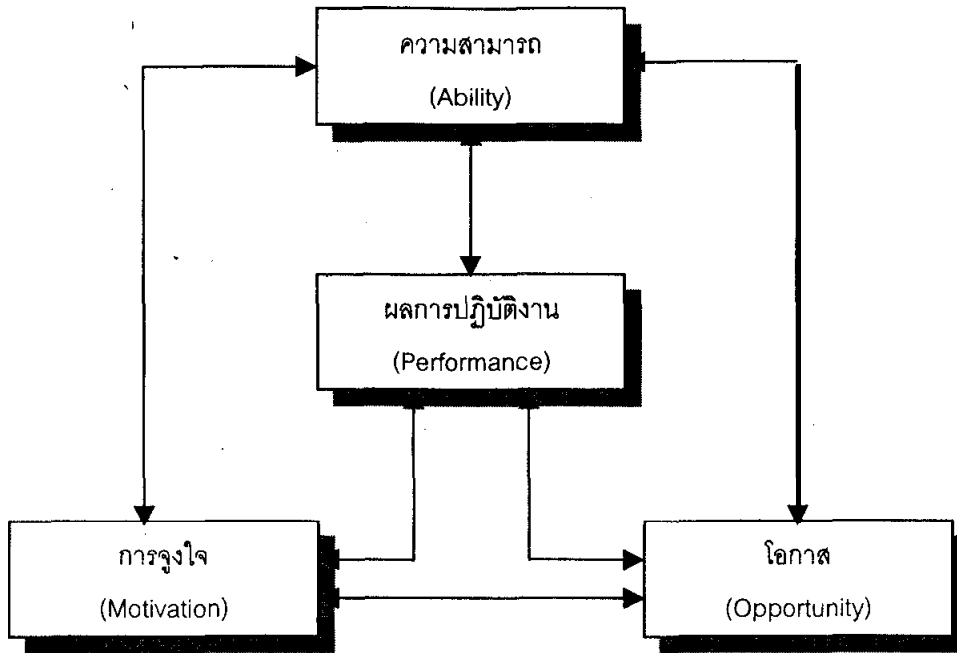 ความสามารถ
(Ability)
ผลการปฏิบัติงาน
(Performance)
การจูงใจ
(Motivation)
โอกาส
(Opportunity)